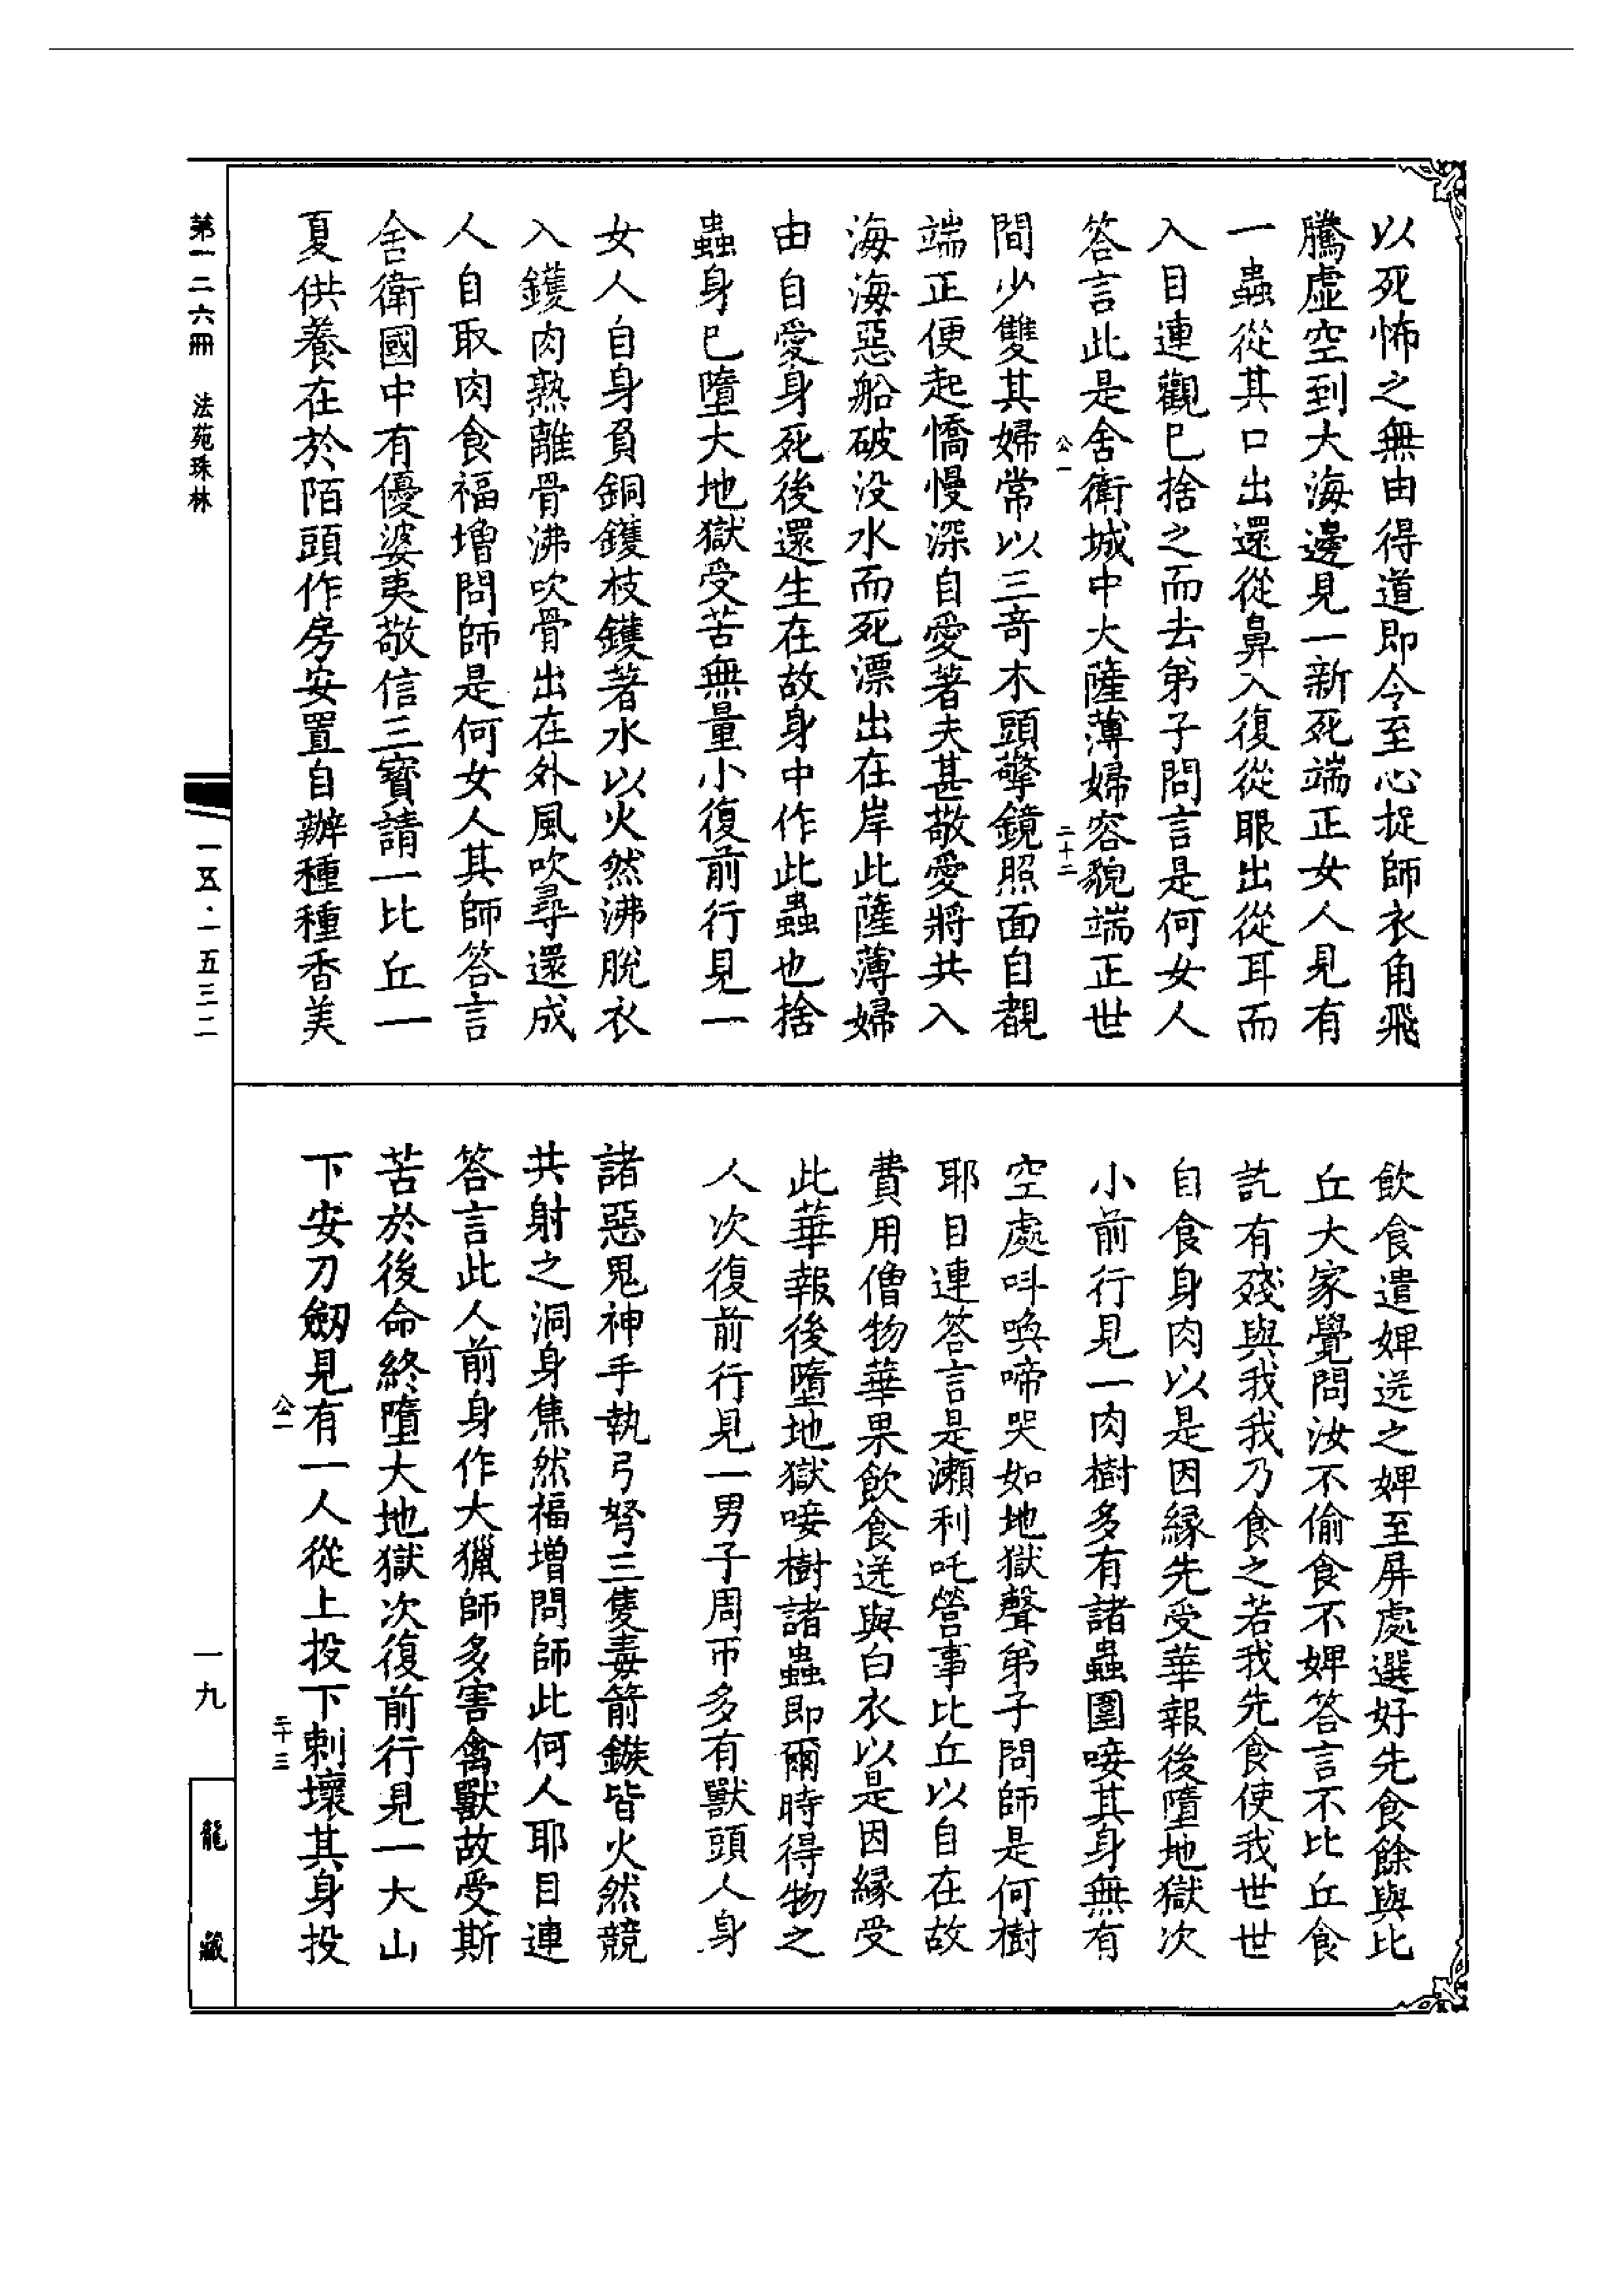 以死怖之無由得道即今至心捉師衣角飛
騰虛空到大海邊見一新死端正女人見有
一蟲從其口出還從鼻入復從眼出從耳而
入目連觀已捨之而去弟子問言是何女人
答言此是舍衛城中大薩薄婦容貌端正世
公一
二十二
間少雙其婦常以三奇木頭擎鏡照面自覩
端正便起憍慢深自愛著夫甚敬愛將共入
海海惡船破没水而死漂出在岸此薩薄婦
由自愛身死後還生在故身中作此蟲也捨
蟲身已墮大地獄受苦無量小復前行見一
女人自身負銅鑊枝鑊著水以火然沸脫衣
入鑊肉熟離骨沸吹骨出在外風吹尋還成
人自取肉食福增問師是何女人其師答言
舍衛國中有優婆夷敬信三寶請一比丘一
夏供養在於陌頭作房安置自辦種種香美
飲食遣婢送之婢至屏處選好先食餘與比
丘大家覺問汝不偷食不婢答言不比丘食
訖有殘與我我乃食之若我先食使我世世
自食身肉以是因縁先受華報後墮地獄次
小前行見一肉樹多有諸蟲圍唼其身無有
空處呌喚啼哭如地獄聲弟子問師是何樹
耶目連答言是瀬利吒營事比丘以自在故
費用僧物華果飲食送與白衣以是因縁受
此華報後墮地獄唼樹諸蟲即爾時得物之
人次復前行見一男子周帀多有獸頭人身
諸惡鬼神手執弓弩三隻毒箭鏃皆火然競
共射之洞身焦然福增問師此何人耶目連
答言此人前身作大獵師多害禽獸故受斯
苦於後命終墮大地獄次復前行見一大山
下安刀劒見有一人從上投下刺壞其身投
公一
二十三
第一二六冊　法苑珠林
一五·一五三二
一九
龍藏